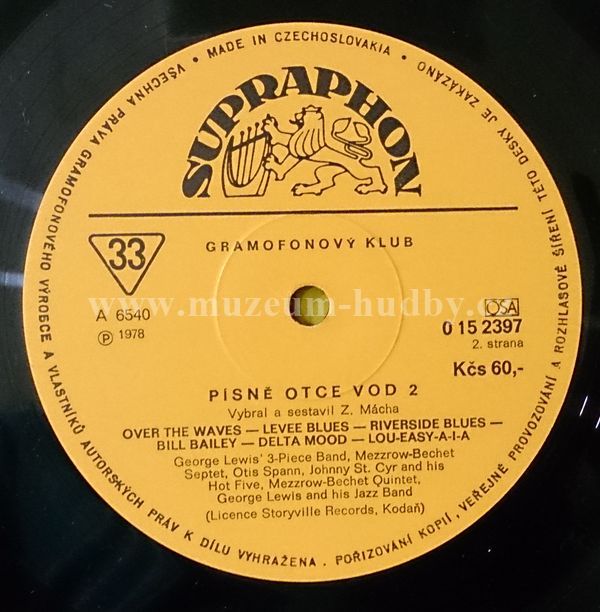 VŠECHNA PRÁVA GRAMOFONOVÉHO VÝROBCE A VLASTNÍKŮ AUTORSKÝCH PRÁV K DÍLU VYHRAŽENA. POŘIZOVÁNÍ KOPIÍ, VEŘEJNÉ PROVOZOVÁNÍ A ROZHLASOVÉ ŠÍŘENÍ TÉTO DESKY JE ZAKÁZÁNO
• MADE IN CZECHOSLOVAKIA •
SUPRAPHON
GRAMOFONOVÝ KLUB
33
www.muzeum-hudby.cz
A 6540
Ⓟ 1978
OSA
0 15 2397
2. strana
Kčs 60,-
PÍSNĚ OTCE VOD 2
Vybral a sestavil Z. Mácha
OVER THE WAVES — LEVEE BLUES — RIVERSIDE BLUES —
BILL BAILEY — DELTA MOOD — LOU-EASY-A-I-A
George Lewis' 3-Piece Band, Mezzrow-Bechet
Septet, Otis Spann, Johnny St. Cyr and his
Hot Five, Mezzrow-Bechet Quintet,
George Lewis and his Jazz Band
(Licence Storyville Records, Kodaň)